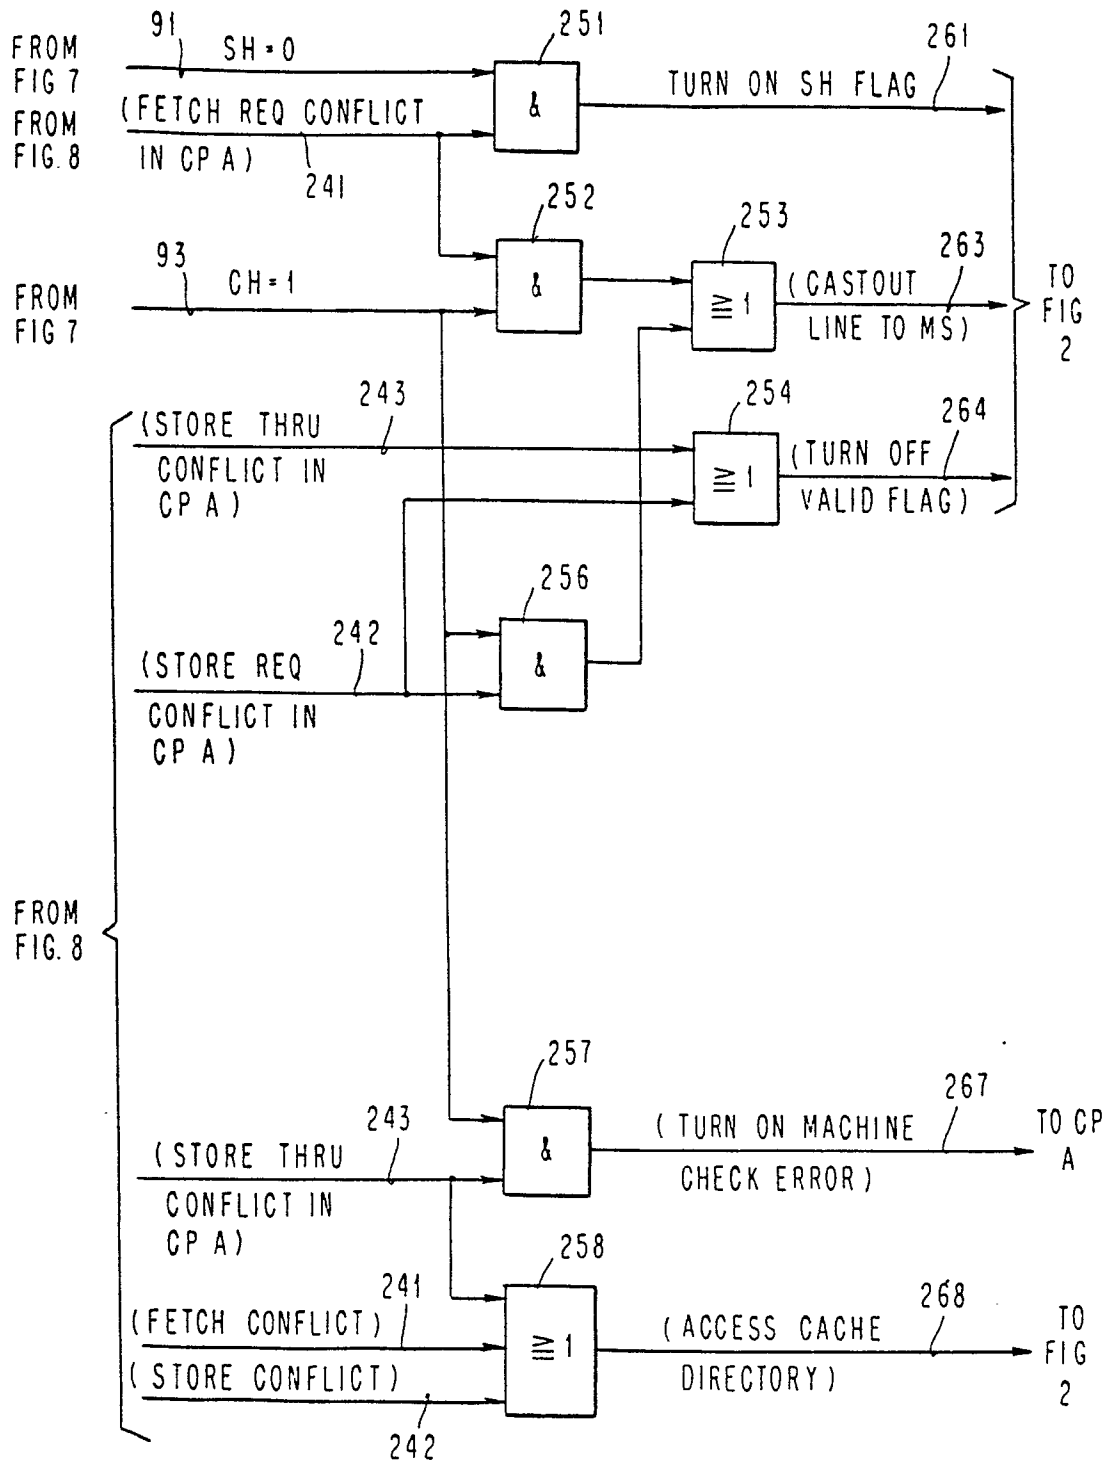 91
251
261
FROM
FIG 7
SH=0
TURN ON SH FLAG
&
FROM
FIG. 8
(FETCH REQ CONFLICT
IN CP A)
241
252
253
93
263
FROM
FIG 7
CH=1
&
≧ 1
(CASTOUT
LINE TO MS)
TO
FIG
2
243
254
264
(STORE THRU
CONFLICT IN
CP A)
≧ 1
(TURN OFF
VALID FLAG)
256
242
(STORE REQ
CONFLICT IN
CP A)
&
FROM
FIG. 8
257
243
267
(STORE THRU
CONFLICT IN
CP A)
&
(TURN ON MACHINE
CHECK ERROR)
TO CP
A
258
241
268
(FETCH CONFLICT)
(STORE CONFLICT)
≧ 1
(ACCESS CACHE
DIRECTORY)
TO
FIG
2
242